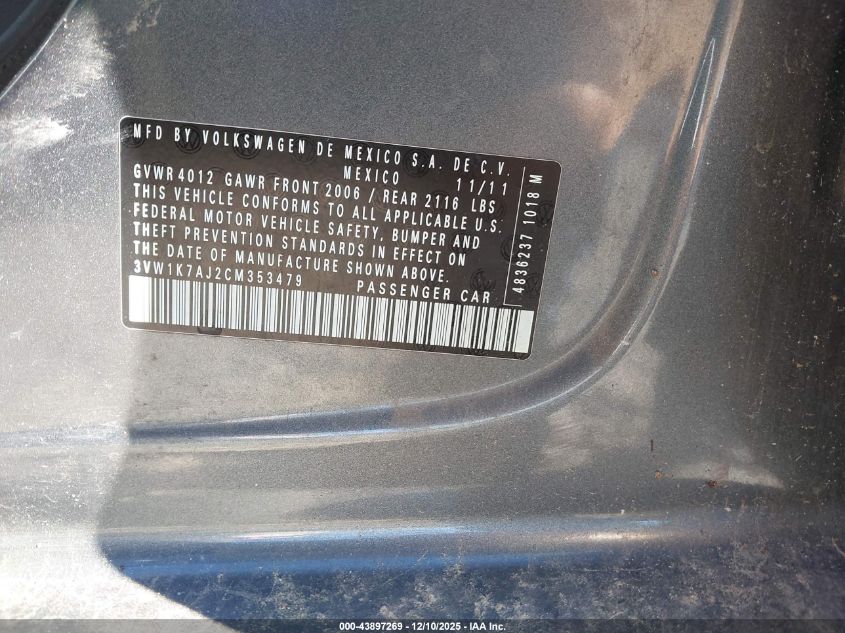 MFD BY VOLKSWAGEN DE MEXICO S.A. DE C.V.
MEXICO 11/11
GVWR 4012 GAWR FRONT 2006 / REAR 2116 LBS
THIS VEHICLE CONFORMS TO ALL APPLICABLE U.S.
FEDERAL MOTOR VEHICLE SAFETY, BUMPER AND
THEFT PREVENTION STANDARDS IN EFFECT ON
THE DATE OF MANUFACTURE SHOWN ABOVE.
3VW1K7AJ2CM353479 PASSENGER CAR
4836237 1018 M
000-43897269 - 12/10/2025 - IAA Inc.